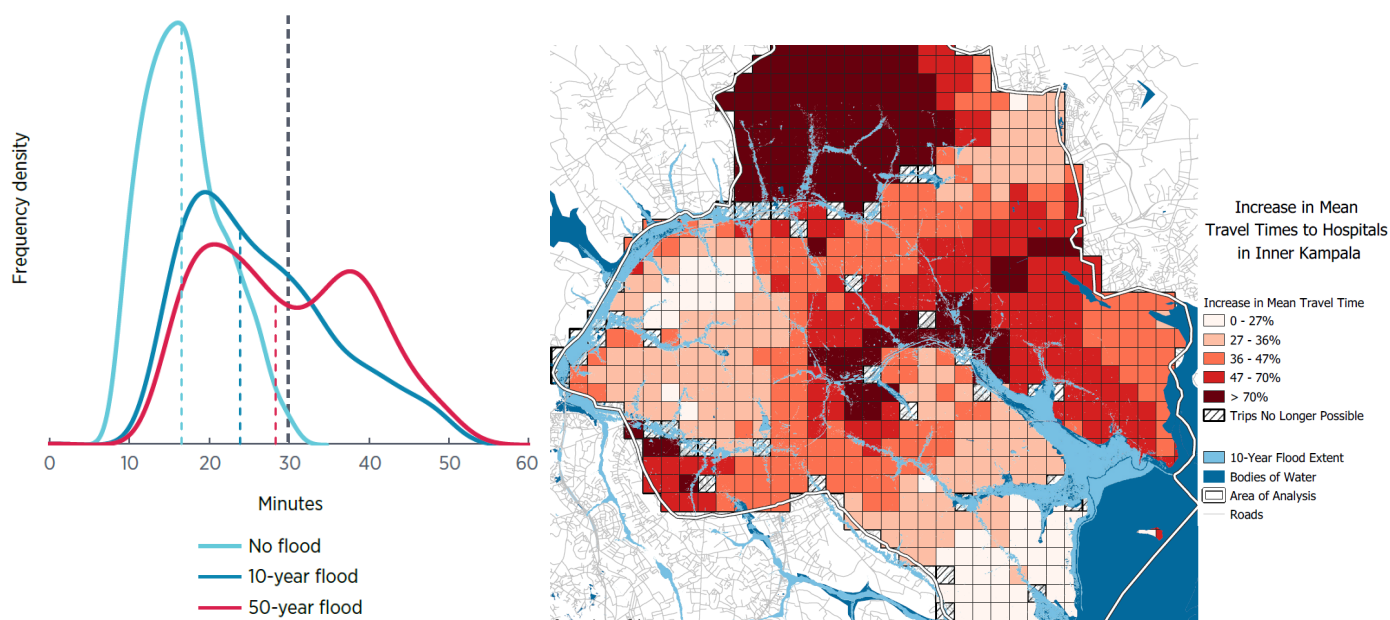 Frequency density
0 10 20 30 40 50 60
Minutes
No flood
10-year flood
50-year flood
Increase in Mean
Travel Times to Hospitals
in Inner Kampala
Increase in Mean Travel Time
0 - 27%
27 - 36%
36 - 47%
47 - 70%
> 70%
Trips No Longer Possible
10-Year Flood Extent
Bodies of Water
Area of Analysis
Roads